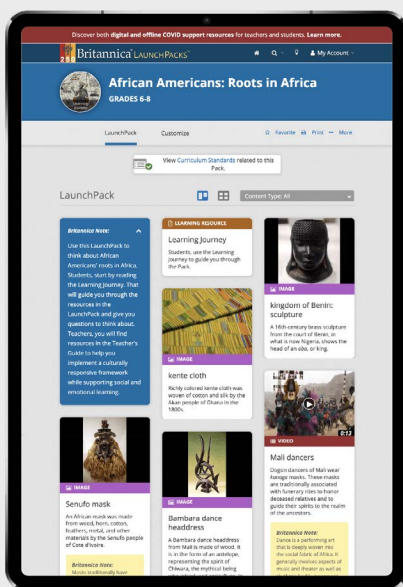 Discover both digital and offline COVID support resources for teachers and students. Learn more.
250 Britannica LAUNCHPACKS™
My Account
African Americans: Roots in Africa
GRADES 6-8
Learning Journey
LaunchPack
Customize
Favorite
Print
More
View Curriculum Standards related to this
Pack.
LaunchPack
Content Type: All
Britannica Note:
Use this LaunchPack to
think about African
Americans' roots in Africa.
Students, start by reading
the Learning Journey. That
will guide you through the
resources in the
LaunchPack and give you
questions to think about.
Teachers, you will find
resources in the Teacher's
Guide to help you
implement a culturally
responsive framework
while supporting social and
emotional learning.
IMAGE
Senufo mask
An African mask was made
from wood, horn, cotton,
feathers, metal, and other
materials by the Senufo people
of Cote d'Ivoire.
Britannica Note:
Masks traditionally have
LEARNING RESOURCE
Learning Journey
Students, use the Learning
Journey to guide you through
the Pack.
IMAGE
kente cloth
Richly colored kente cloth was
woven of cotton and silk by the
Akan people of Ghana in the
1800s.
IMAGE
Bambara dance
headdress
A Bambara dance headdress
from Mali is made of wood. It
is in the form of an antelope,
representing the spirit of
Chiwara, the mythical being
IMAGE
kingdom of Benin:
sculpture
A 16th-century brass sculpture
from the court of Benin, in
what is now Nigeria, shows the
head of an oba, or king.
0:13
VIDEO
Mali dancers
Dogon dancers of Mali wear
kanaga masks. These masks
are traditionally associated
with funerary rites to honor
deceased relatives and to
guide their spirits to the realm
of the ancestors.
Britannica Note:
Dance is a performing art
that is deeply woven into
the social fabric of Africa. It
generally involves aspects of
music and theater as well as